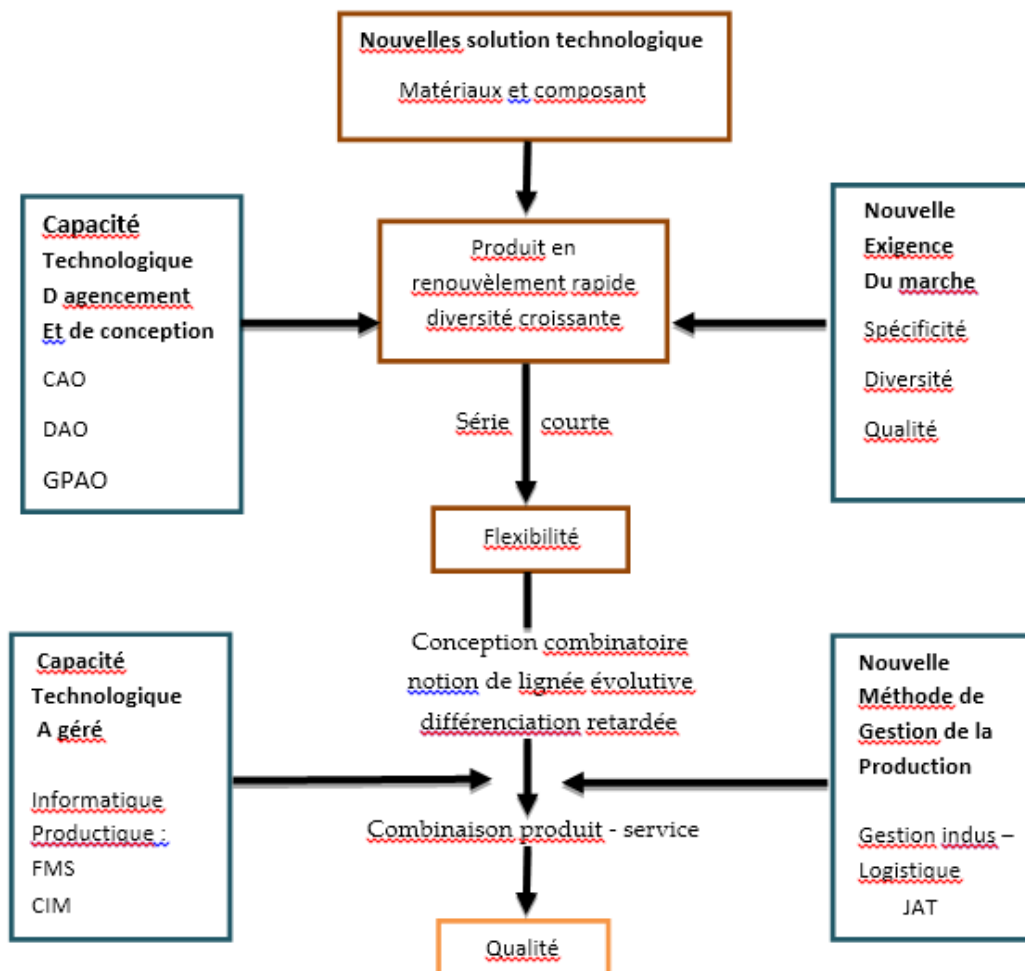 Nouvelles solution technologique
Matériaux et composant
Capacité
Technologique
D agencement
Et de conception
CAO
DAO
GPAO
Produit en
renouvèlement rapide
diversité croissante
Nouvelle
Exigence
Du marche
Spécificité
Diversité
Qualité
Série courte
Flexibilité
Conception combinatoire
notion de lignée évolutive
différenciation retardée
Capacité
Technologique
A géré
Informatique
Productique :
FMS
CIM
Nouvelle
Méthode de
Gestion de la
Production
Gestion indus –
Logistique
JAT
Combinaison produit - service
Qualité